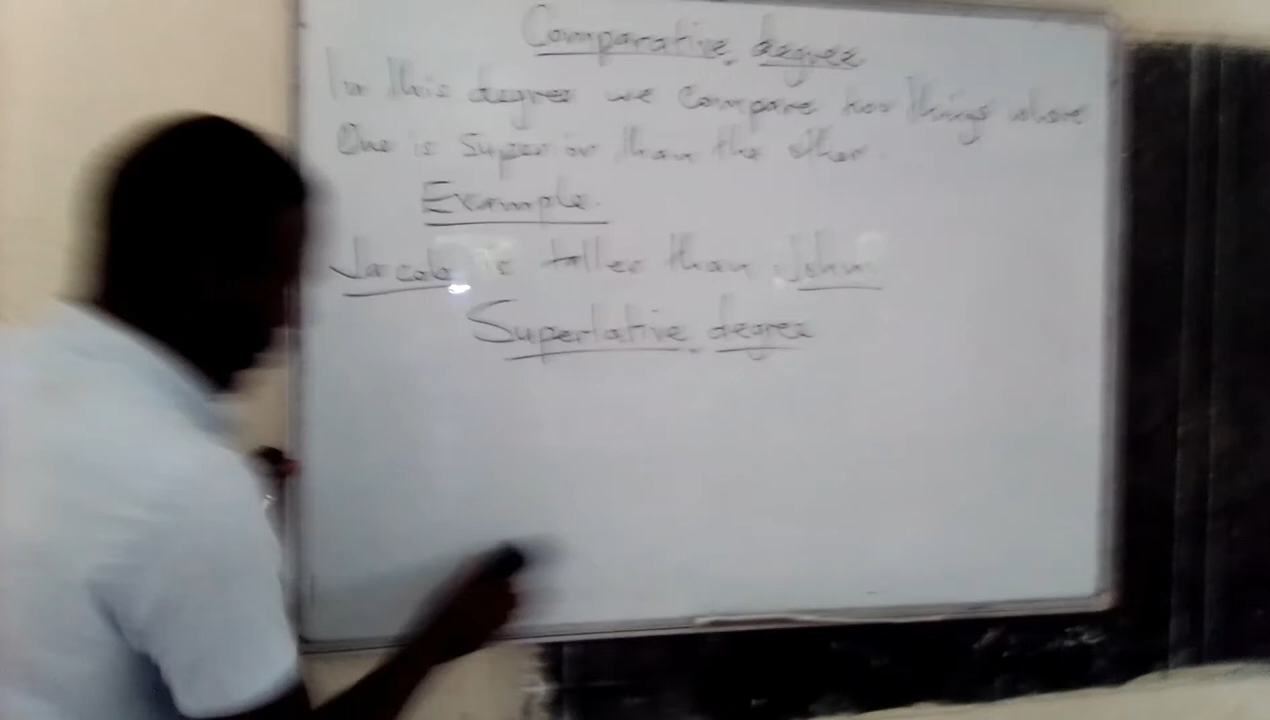 Comparative degree
In this degree we compare two things where
One is superior than the other.
Example.
Jacob is taller than John.
Superlative degree